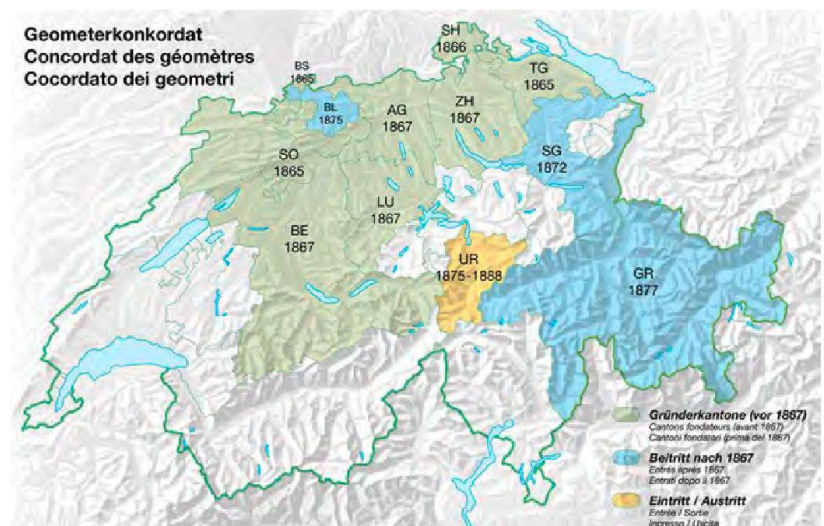 Geometerkonkordat
Concordat des géomètres
Cocordato dei geometri
SH
1866
BS
1865
TG
1865
BL
1875
AG
1867
ZH
1867
SO
1865
SG
1872
LU
1867
BE
1867
UR
1875-1888
GR
1877
Gründerkantone (vor 1867)
Cantons fondateurs (avant 1867)
Cantoni fondatori (prima del 1867)
Beitritt nach 1867
Entrés après 1867
Entrati dopo il 1867
Eintritt / Austritt
Entrée / Sortie
Ingresso / Uscita